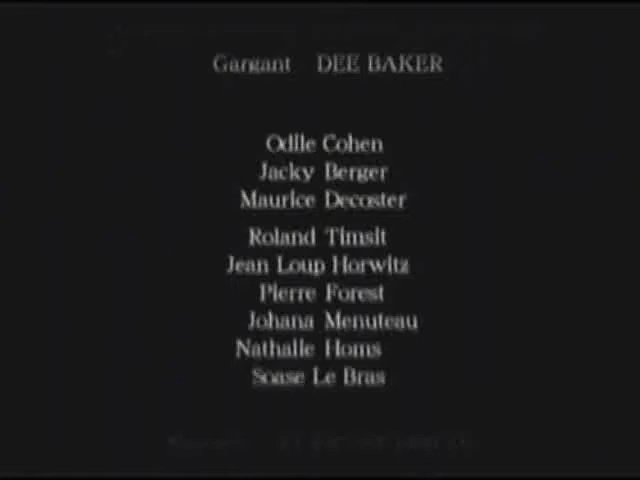 Gargant DEE BAKER
Odile Cohen
Jacky Berger
Maurice Decoster
Roland Timsit
Jean Loup Horwitz
Pierre Forest
Johana Menuteau
Nathalie Homs
Soase Le Bras